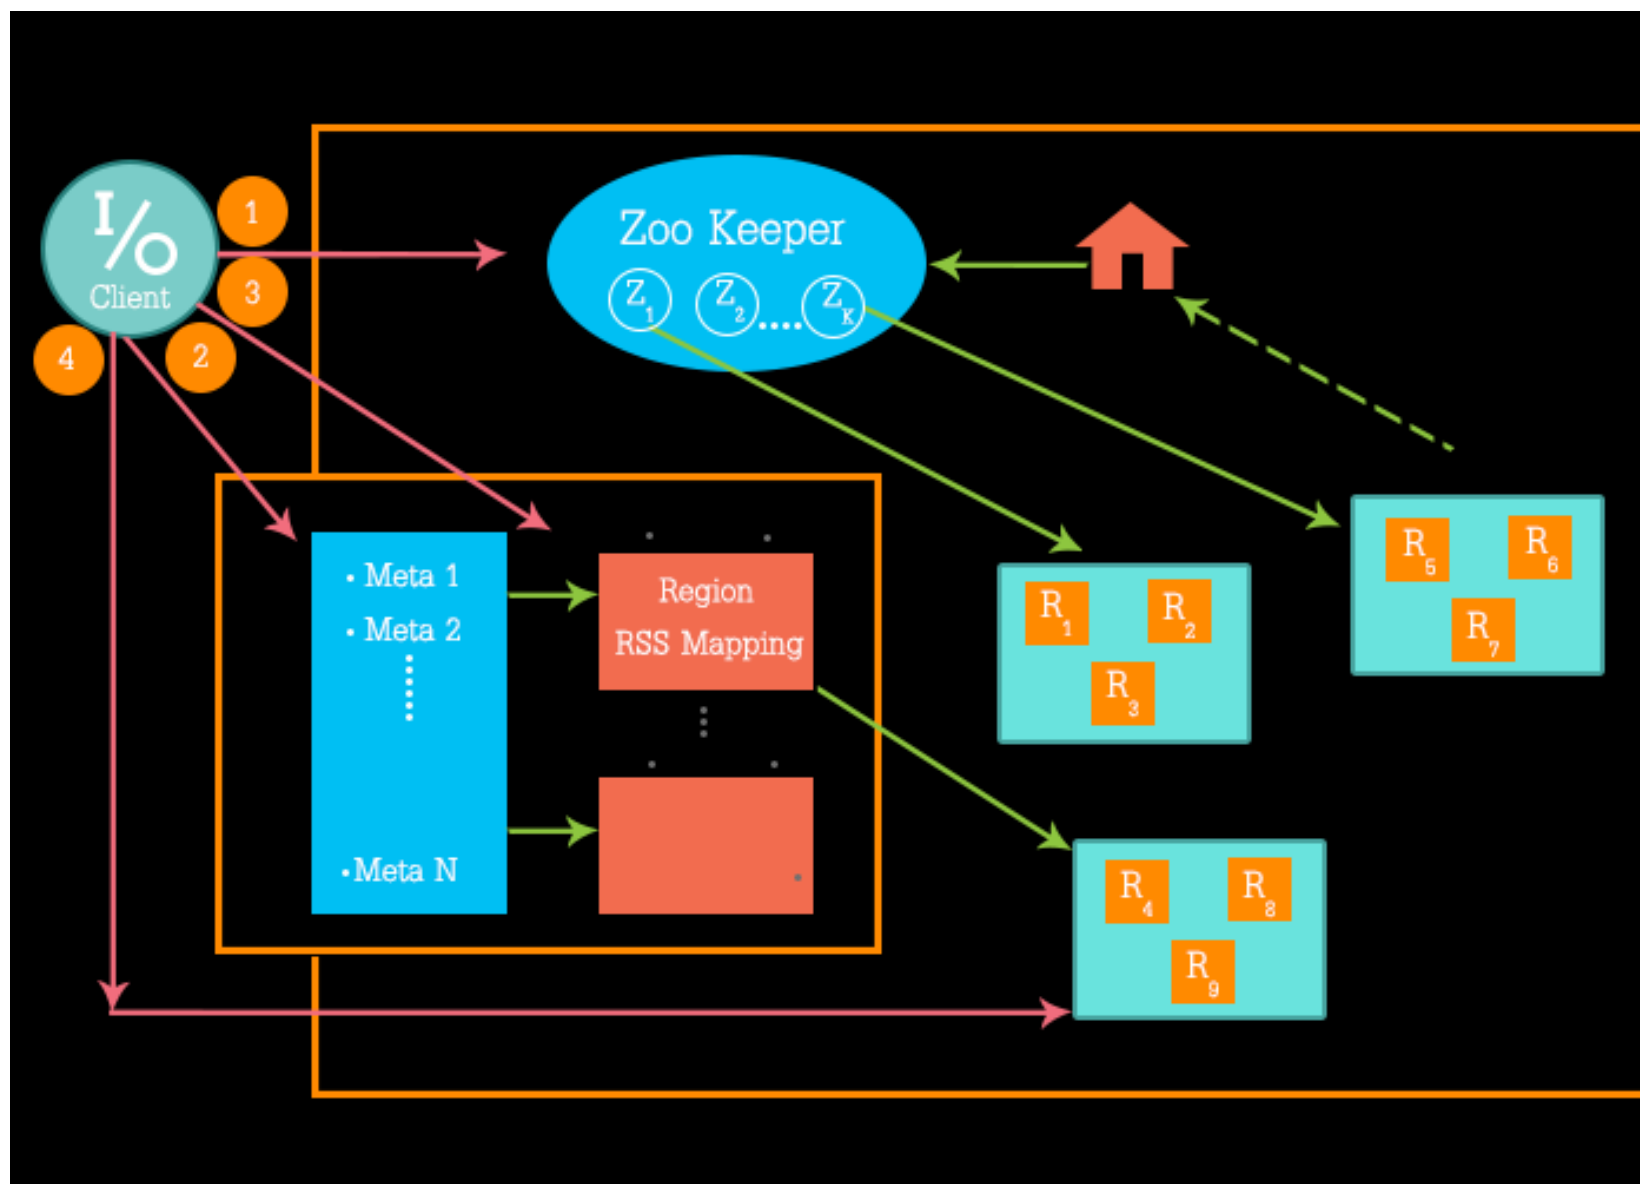 I/O
Client
1
3
2
4
Zoo Keeper
Z1 Z2 .... ZK
• Meta 1
• Meta 2
•Meta N
Region
RSS Mapping
R1 R2
R3
R5 R6
R7
R4 R8
R9